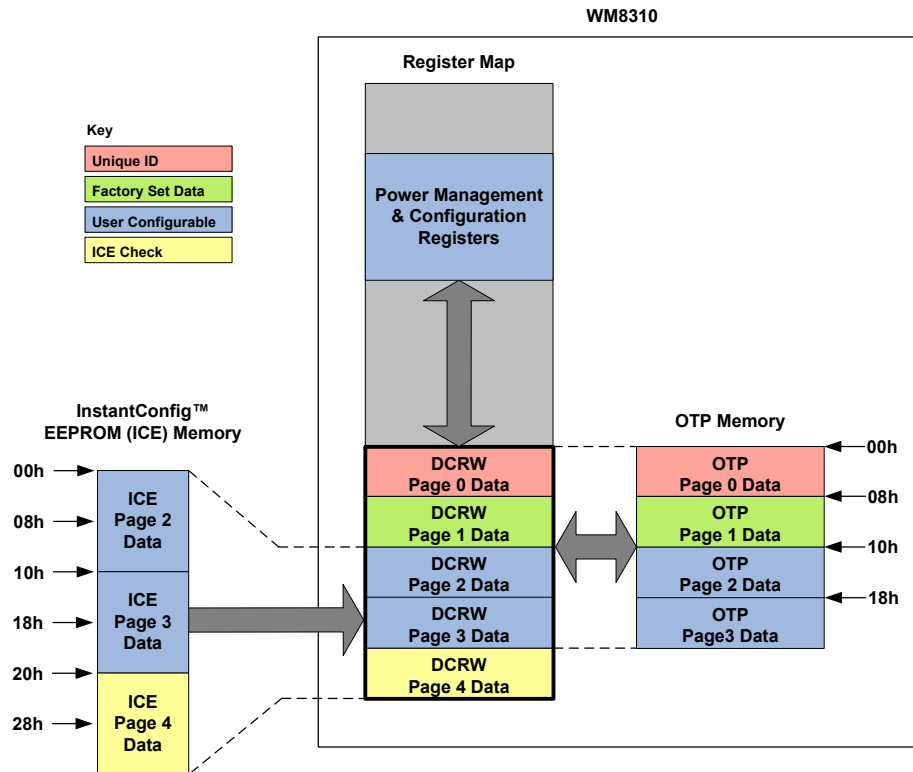 WM8310
Register Map
Key
Unique ID
Factory Set Data
User Configurable
ICE Check
Power Management
& Configuration
Registers
InstantConfig™
EEPROM (ICE) Memory
00h
08h
10h
18h
20h
28h
ICE
Page 2
Data
ICE
Page 3
Data
ICE
Page 4
Data
DCRW
Page 0 Data
DCRW
Page 1 Data
DCRW
Page 2 Data
DCRW
Page 3 Data
DCRW
Page 4 Data
OTP Memory
OTP
Page 0 Data
OTP
Page 1 Data
OTP
Page 2 Data
OTP
Page3 Data
00h
08h
10h
18h